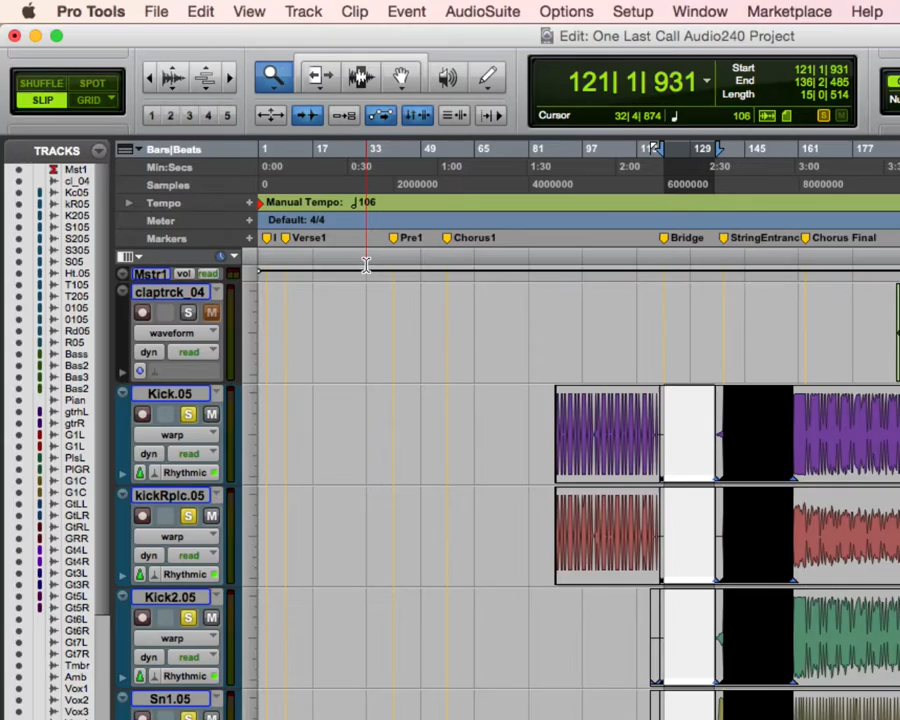 Pro Tools File Edit View Track Clip Event AudioSuite Options Setup Window Marketplace Help
Edit: One Last Call Audio240 Project
SHUFFLE SPOT
SLIP GRID
1 2 3 4 5
121| 1| 931
Start 121| 1| 931
End 136| 2| 485
Length 15| 0| 514
Cursor 32| 4| 874 106
TRACKS
Bars|Beats 1 17 33 49 65 81 97 129 145 161 177
Min:Secs 0:00 0:30 1:00 1:30 2:00 2:30 3:00
Samples 0 2000000 4000000 6000000 8000000
Tempo + Manual Tempo: 106
Meter + Default: 4/4
Markers + Verse1 Pre1 Chorus1 Bridge StringEntranc Chorus Final
Mst1
cl_04
Kc05
kR05
K205
S105
S205
S305
S05
Ht.05
T105
T205
0105
0105
Rd05
R05
Bass
Bas2
Bas3
Bas2
Pian
gtrhL
gtrR
G1L
G1L
PlsL
PlGR
G1C
G1C
GtLL
GtLR
GtRL
GRR
Gt4L
Gt4R
Gt3L
Gt3R
Gt5L
Gt5R
Gt6L
Gt6R
Gt7L
Gt7R
Tmbr
Amb
Vox1
Vox2
Vox3
Mstr1 vol read
claptrck_04
S M
waveform
dyn read
Kick.05
S M
warp
dyn read
Rhythmic
kickRplc.05
S M
warp
dyn read
Rhythmic
Kick2.05
S M
warp
dyn read
Rhythmic
Sn1.05